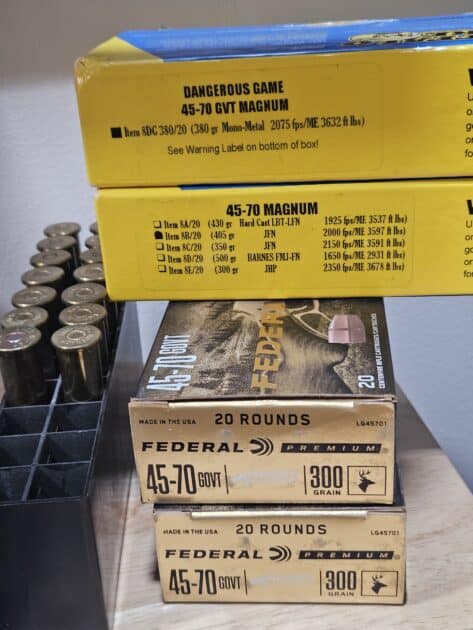 DANGEROUS GAME
45-70 GVT MAGNUM
Item 8DG 380/20 (380 gr Mono-Metal 2075 fps/ME 3632 ft lbs)
See Warning Label on bottom of box!
45-70 MAGNUM
Item 8A/20 (430 gr Hard Cast LBT-LFN 1925 fps/ME 3537 ft lbs)
Item 8B/20 (405 gr JFN 2000 fps/ME 3597 ft lbs)
Item 8C/20 (350 gr JFN 2150 fps/ME 3591 ft lbs)
Item 8D/20 (500 gr BARNES FMJ-FN 1650 fps/ME 2931 ft lbs)
Item 8E/20 (300 gr JHP 2350 fps/ME 3678 ft lbs)
45-70 GOVT
FEDERAL
20
CENTERFIRE RIFLE CARTRIDGES
MADE IN THE USA 20 ROUNDS LG45701
FEDERAL PREMIUM
45-70 GOVT 300
GRAIN
MADE IN THE USA 20 ROUNDS LG45701
FEDERAL PREMIUM
45-70 GOVT 300
GRAIN